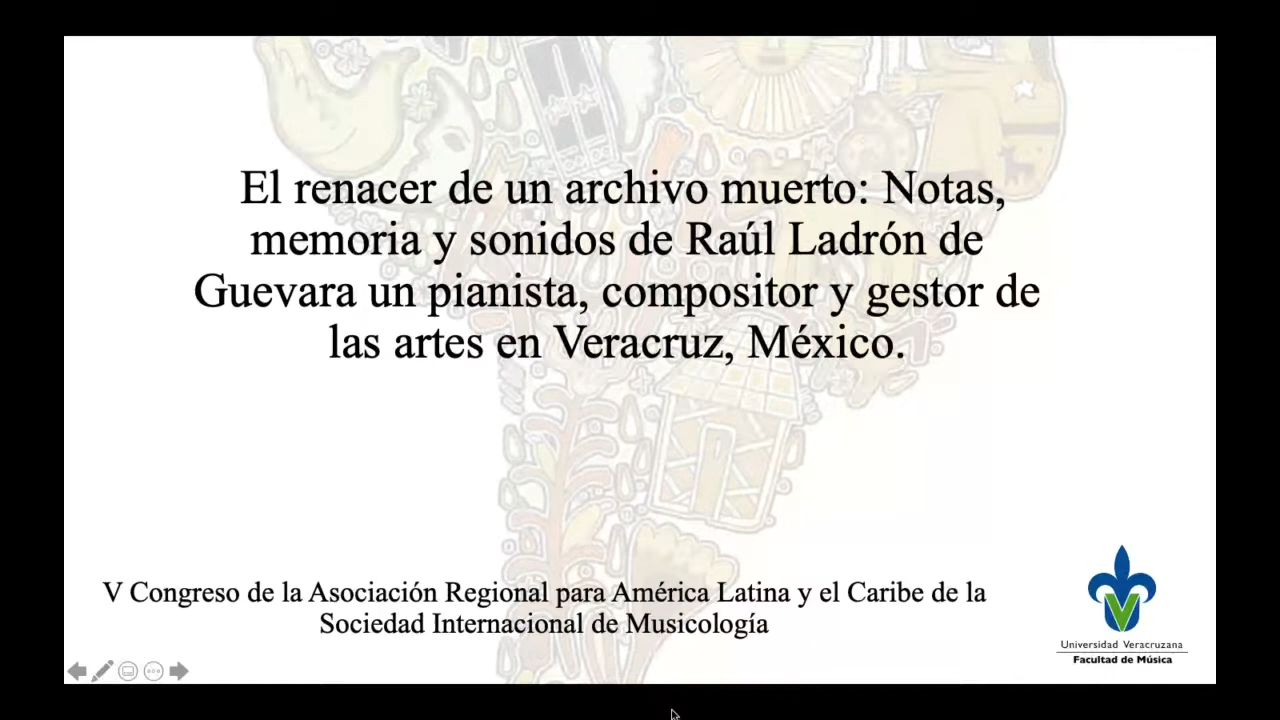 El renacer de un archivo muerto: Notas,
memoria y sonidos de Raúl Ladrón de
Guevara un pianista, compositor y gestor de
las artes en Veracruz, México.
V Congreso de la Asociación Regional para América Latina y el Caribe de la
Sociedad Internacional de Musicología
Universidad Veracruzana
Facultad de Música